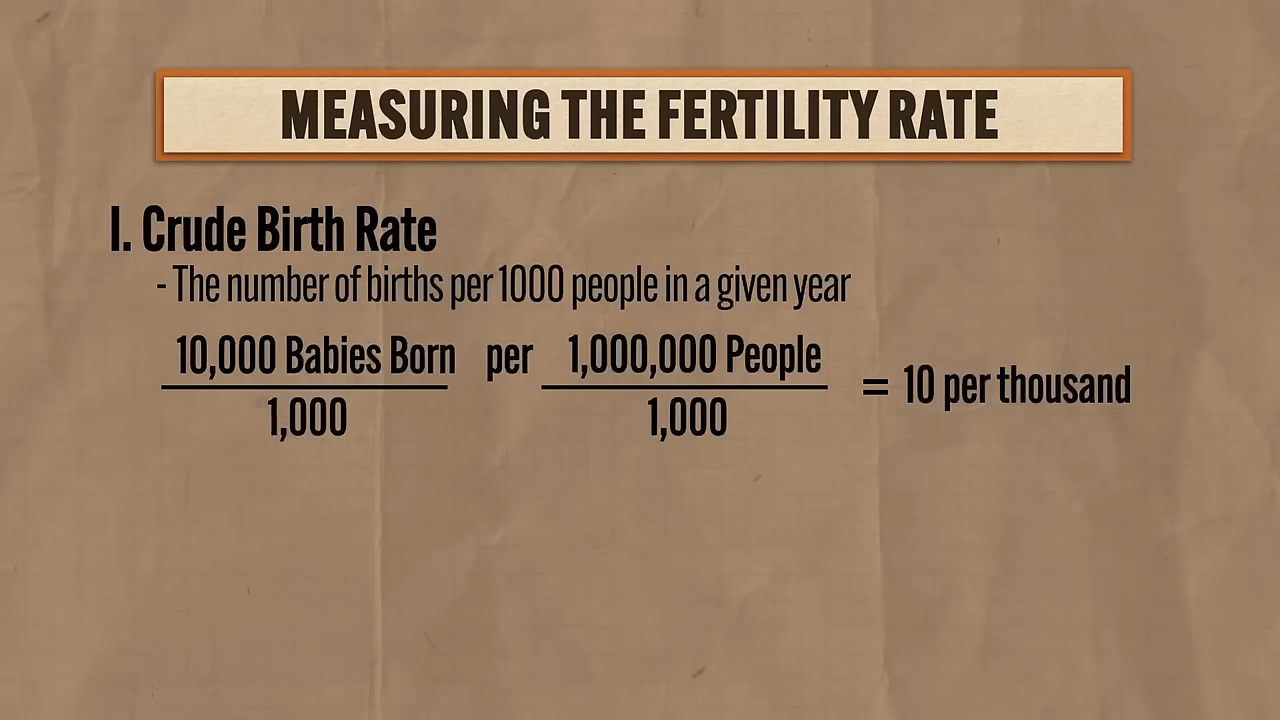 MEASURING THE FERTILITY RATE
I. Crude Birth Rate
- The number of births per 1000 people in a given year
10,000 Babies Born per 1,000,000 People
= 10 per thousand
1,000 1,000